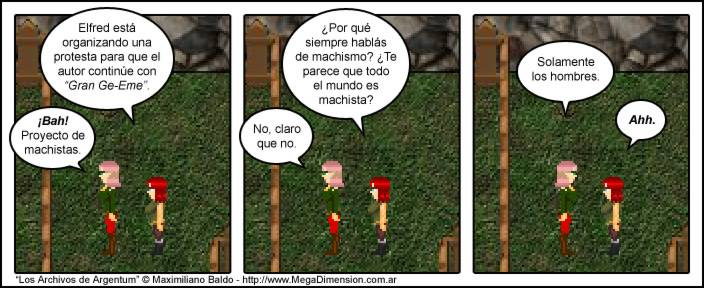 Elfred está
organizando una
protesta para que el
autor continúe con
“Gran Ge-Eme”.
¡Bah!
Proyecto de
machistas.
¿Por qué
siempre hablás
de machismo? ¿Te
parece que todo
el mundo es
machista?
No, claro
que no.
Solamente
los hombres.
Ahh.
“Los Archivos de Argentum” © Maximiliano Baldo - http://www.MegaDimension.com.ar